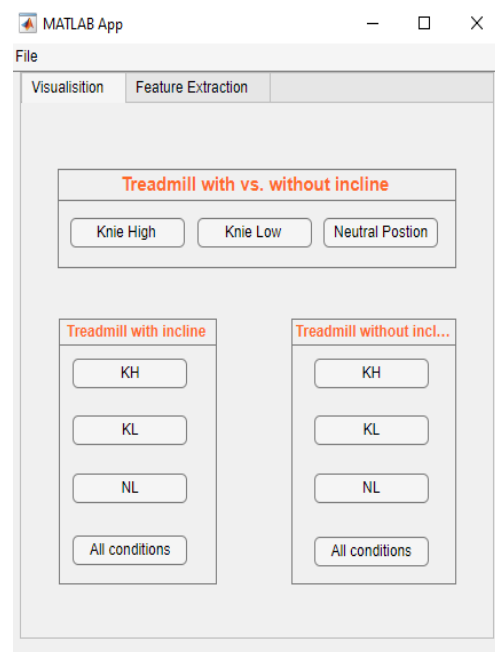 MATLAB App
File
Visualisition Feature Extraction
Treadmill with vs. without incline
Knie High Knie Low Neutral Postion
Treadmill with incline
KH
KL
NL
All conditions
Treadmill without incl...
KH
KL
NL
All conditions